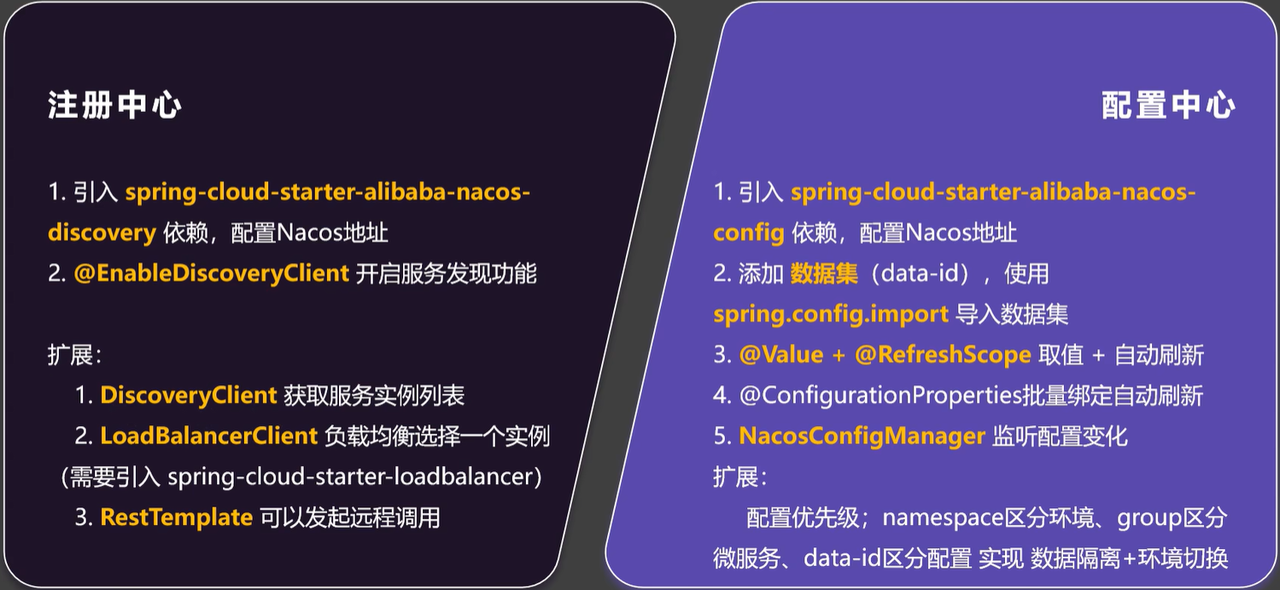 注册中心
1. 引入 spring-cloud-starter-alibaba-nacos-
discovery 依赖，配置Nacos地址
2. @EnableDiscoveryClient 开启服务发现功能
扩展：
1. DiscoveryClient 获取服务实例列表
2. LoadBalancerClient 负载均衡选择一个实例
（需要引入 spring-cloud-starter-loadbalancer）
3. RestTemplate 可以发起远程调用
配置中心
1. 引入 spring-cloud-starter-alibaba-nacos-
config 依赖，配置Nacos地址
2. 添加 数据集（data-id），使用
spring.config.import 导入数据集
3. @Value + @RefreshScope 取值 + 自动刷新
4. @ConfigurationProperties批量绑定自动刷新
5. NacosConfigManager 监听配置变化
扩展：
配置优先级；namespace区分环境、group区分
微服务、data-id区分配置 实现 数据隔离+环境切换